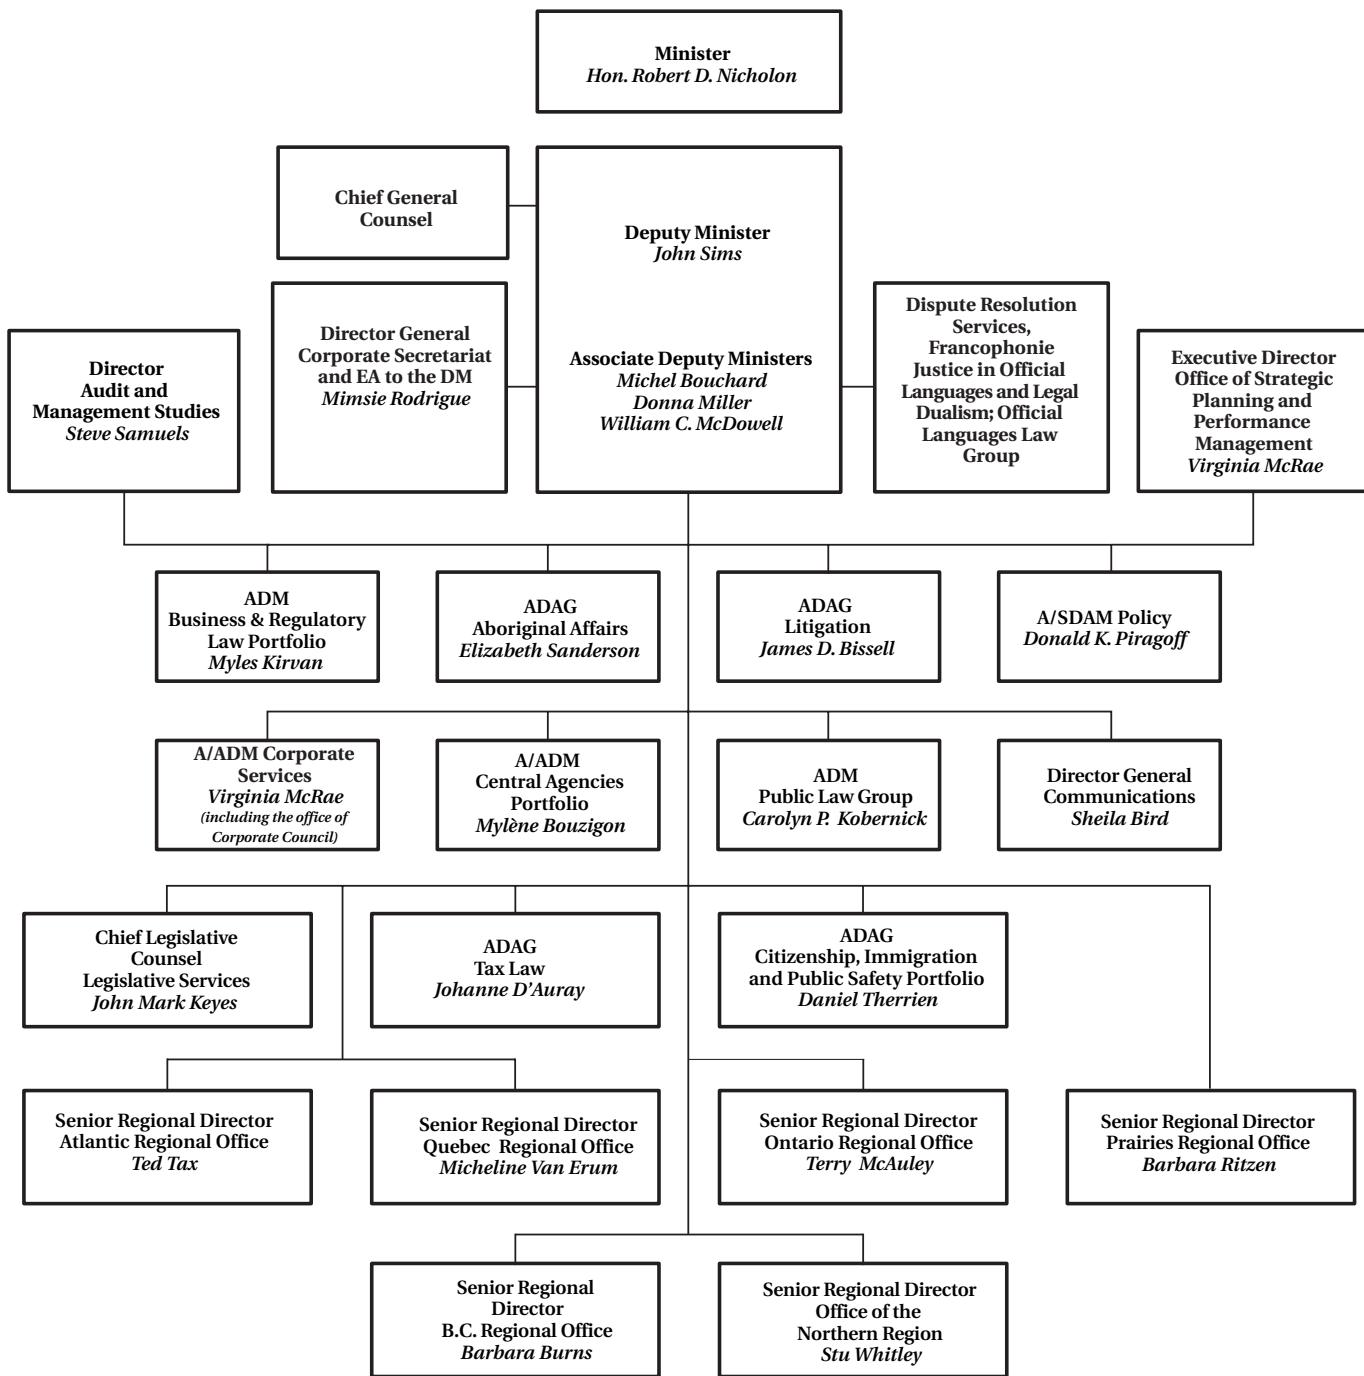 Minister
Hon. Robert D. Nicholon
Chief General
Counsel
Deputy Minister
John Sims
Associate Deputy Ministers
Michel Bouchard
Donna Miller
William C. McDowell
Director General
Corporate Secretariat
and EA to the DM
Mimsie Rodrigue
Dispute Resolution
Services,
Francophonie
Justice in Official
Languages and Legal
Dualism; Official
Languages Law
Group
Director
Audit and
Management Studies
Steve Samuels
Executive Director
Office of Strategic
Planning and
Performance
Management
Virginia McRae
ADM
Business & Regulatory
Law Portfolio
Myles Kirvan
ADAG
Aboriginal Affairs
Elizabeth Sanderson
ADAG
Litigation
James D. Bissell
A/SDAM Policy
Donald K. Piragoff
A/ADM Corporate
Services
Virginia McRae
(including the office of
Corporate Council)
A/ADM
Central Agencies
Portfolio
Mylène Bouzigon
ADM
Public Law Group
Carolyn P. Kobernick
Director General
Communications
Sheila Bird
Chief Legislative
Counsel
Legislative Services
John Mark Keyes
ADAG
Tax Law
Johanne D'Auray
ADAG
Citizenship, Immigration
and Public Safety Portfolio
Daniel Therrien
Senior Regional Director
Atlantic Regional Office
Ted Tax
Senior Regional Director
Quebec Regional Office
Micheline Van Erum
Senior Regional Director
Ontario Regional Office
Terry McAuley
Senior Regional Director
Prairies Regional Office
Barbara Ritzen
Senior Regional
Director
B.C. Regional Office
Barbara Burns
Senior Regional Director
Office of the
Northern Region
Stu Whitley